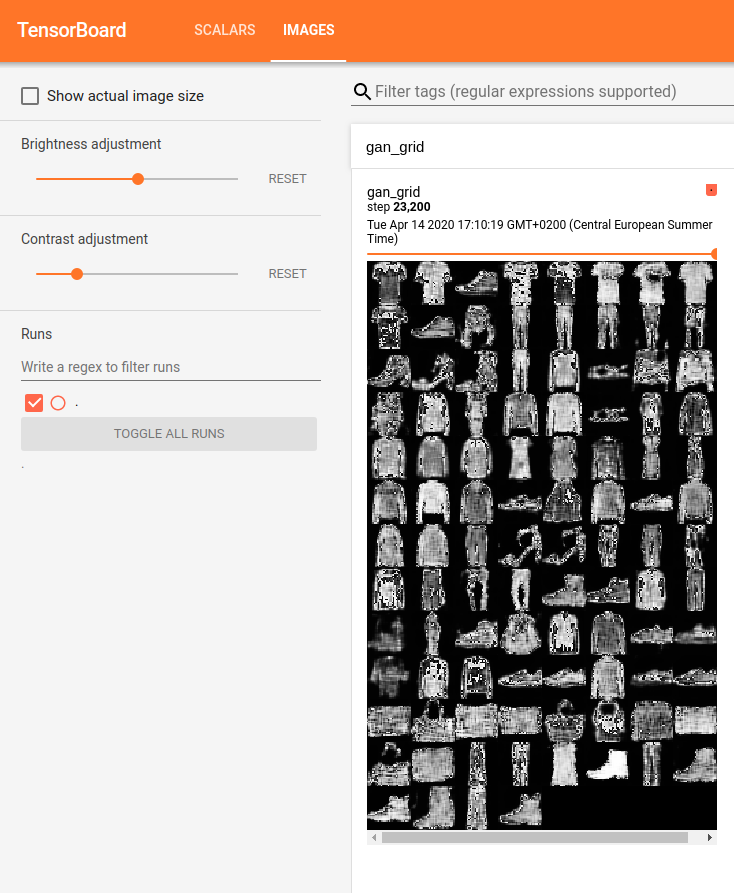 TensorBoard
SCALARS
IMAGES
Show actual image size
Brightness adjustment
RESET
Contrast adjustment
RESET
Runs
Write a regex to filter runs
.
TOGGLE ALL RUNS
.
Filter tags (regular expressions supported)
gan_grid
gan_grid
step 23,200
Tue Apr 14 2020 17:10:19 GMT+0200 (Central European Summer
Time)